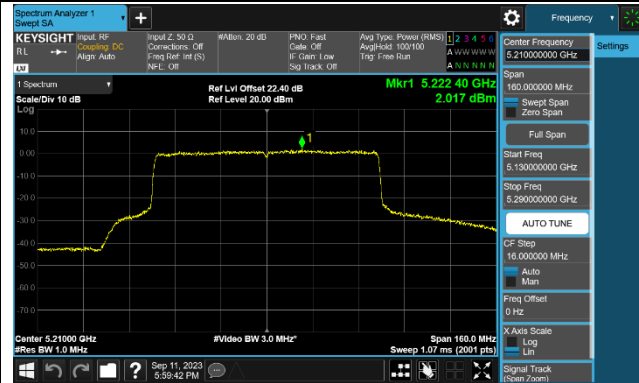 Spectrum Analyzer 1
Swept SA
Frequency
KEYSIGHT
RL
LXI
Input: RF
Coupling: DC
Align: Auto
Input Z: 50 Ω
Corrections: Off
Freq Ref: Int (S)
NFE: Off
#Atten: 20 dB
PNO: Fast
Gate: Off
IF Gain: Low
Sig Track: Off
Avg Type: Power (RMS)
Avg|Hold: 100/100
Trig: Free Run
1 2 3 4 5 6
A W W W W W
A N N N N N
1 Spectrum
Scale/Div 10 dB
Log
Ref Lvl Offset 22.40 dB
Ref Level 20.00 dBm
Mkr1 5.222 40 GHz
2.017 dBm
10.0
0.00
-10.0
-20.0
-30.0
-40.0
-50.0
-60.0
-70.0
1
Center 5.21000 GHz
#Res BW 1.0 MHz
#Video BW 3.0 MHz*
Span 160.0 MHz
Sweep 1.07 ms (2001 pts)
Sep 11, 2023
5:59:42 PM
Center Frequency
5.210000000 GHz
Settings
Span
160.000000 MHz
Swept Span
Zero Span
Full Span
Start Freq
5.130000000 GHz
Stop Freq
5.290000000 GHz
AUTO TUNE
CF Step
16.000000 MHz
Auto
Man
Freq Offset
0 Hz
X Axis Scale
Log
Lin
Signal Track
(Span Zoom)